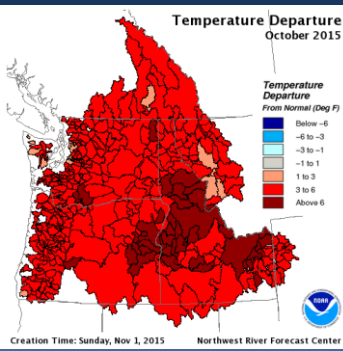 Temperature Departure
October 2015
Temperature
Departure
From Normal (Deg F)
Below -6
-6 to -3
-3 to -1
-1 to 1
1 to 3
3 to 6
Above 6
NOAA
Creation Time: Sunday, Nov 1, 2015 Northwest River Forecast Center